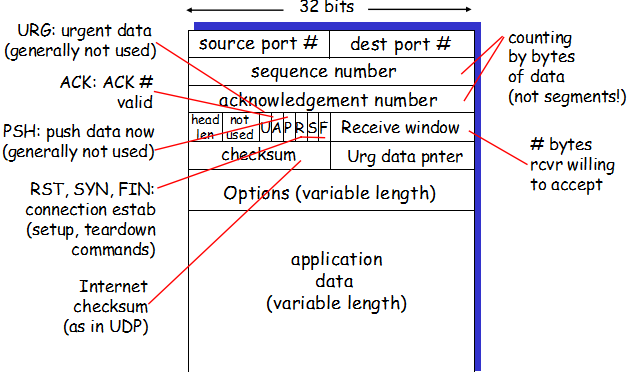 32 bits
URG: urgent data
(generally not used)
ACK: ACK #
valid
PSH: push data now
(generally not used)
RST, SYN, FIN:
connection estab
(setup, teardown
commands)
Internet
checksum
(as in UDP)
source port #
dest port #
sequence number
acknowledgement number
head
len
not
used
U A P R S F
Receive window
checksum
Urg data pnter
Options (variable length)
application
data
(variable length)
counting
by bytes
of data
(not segments!)
# bytes
rcvr willing
to accept